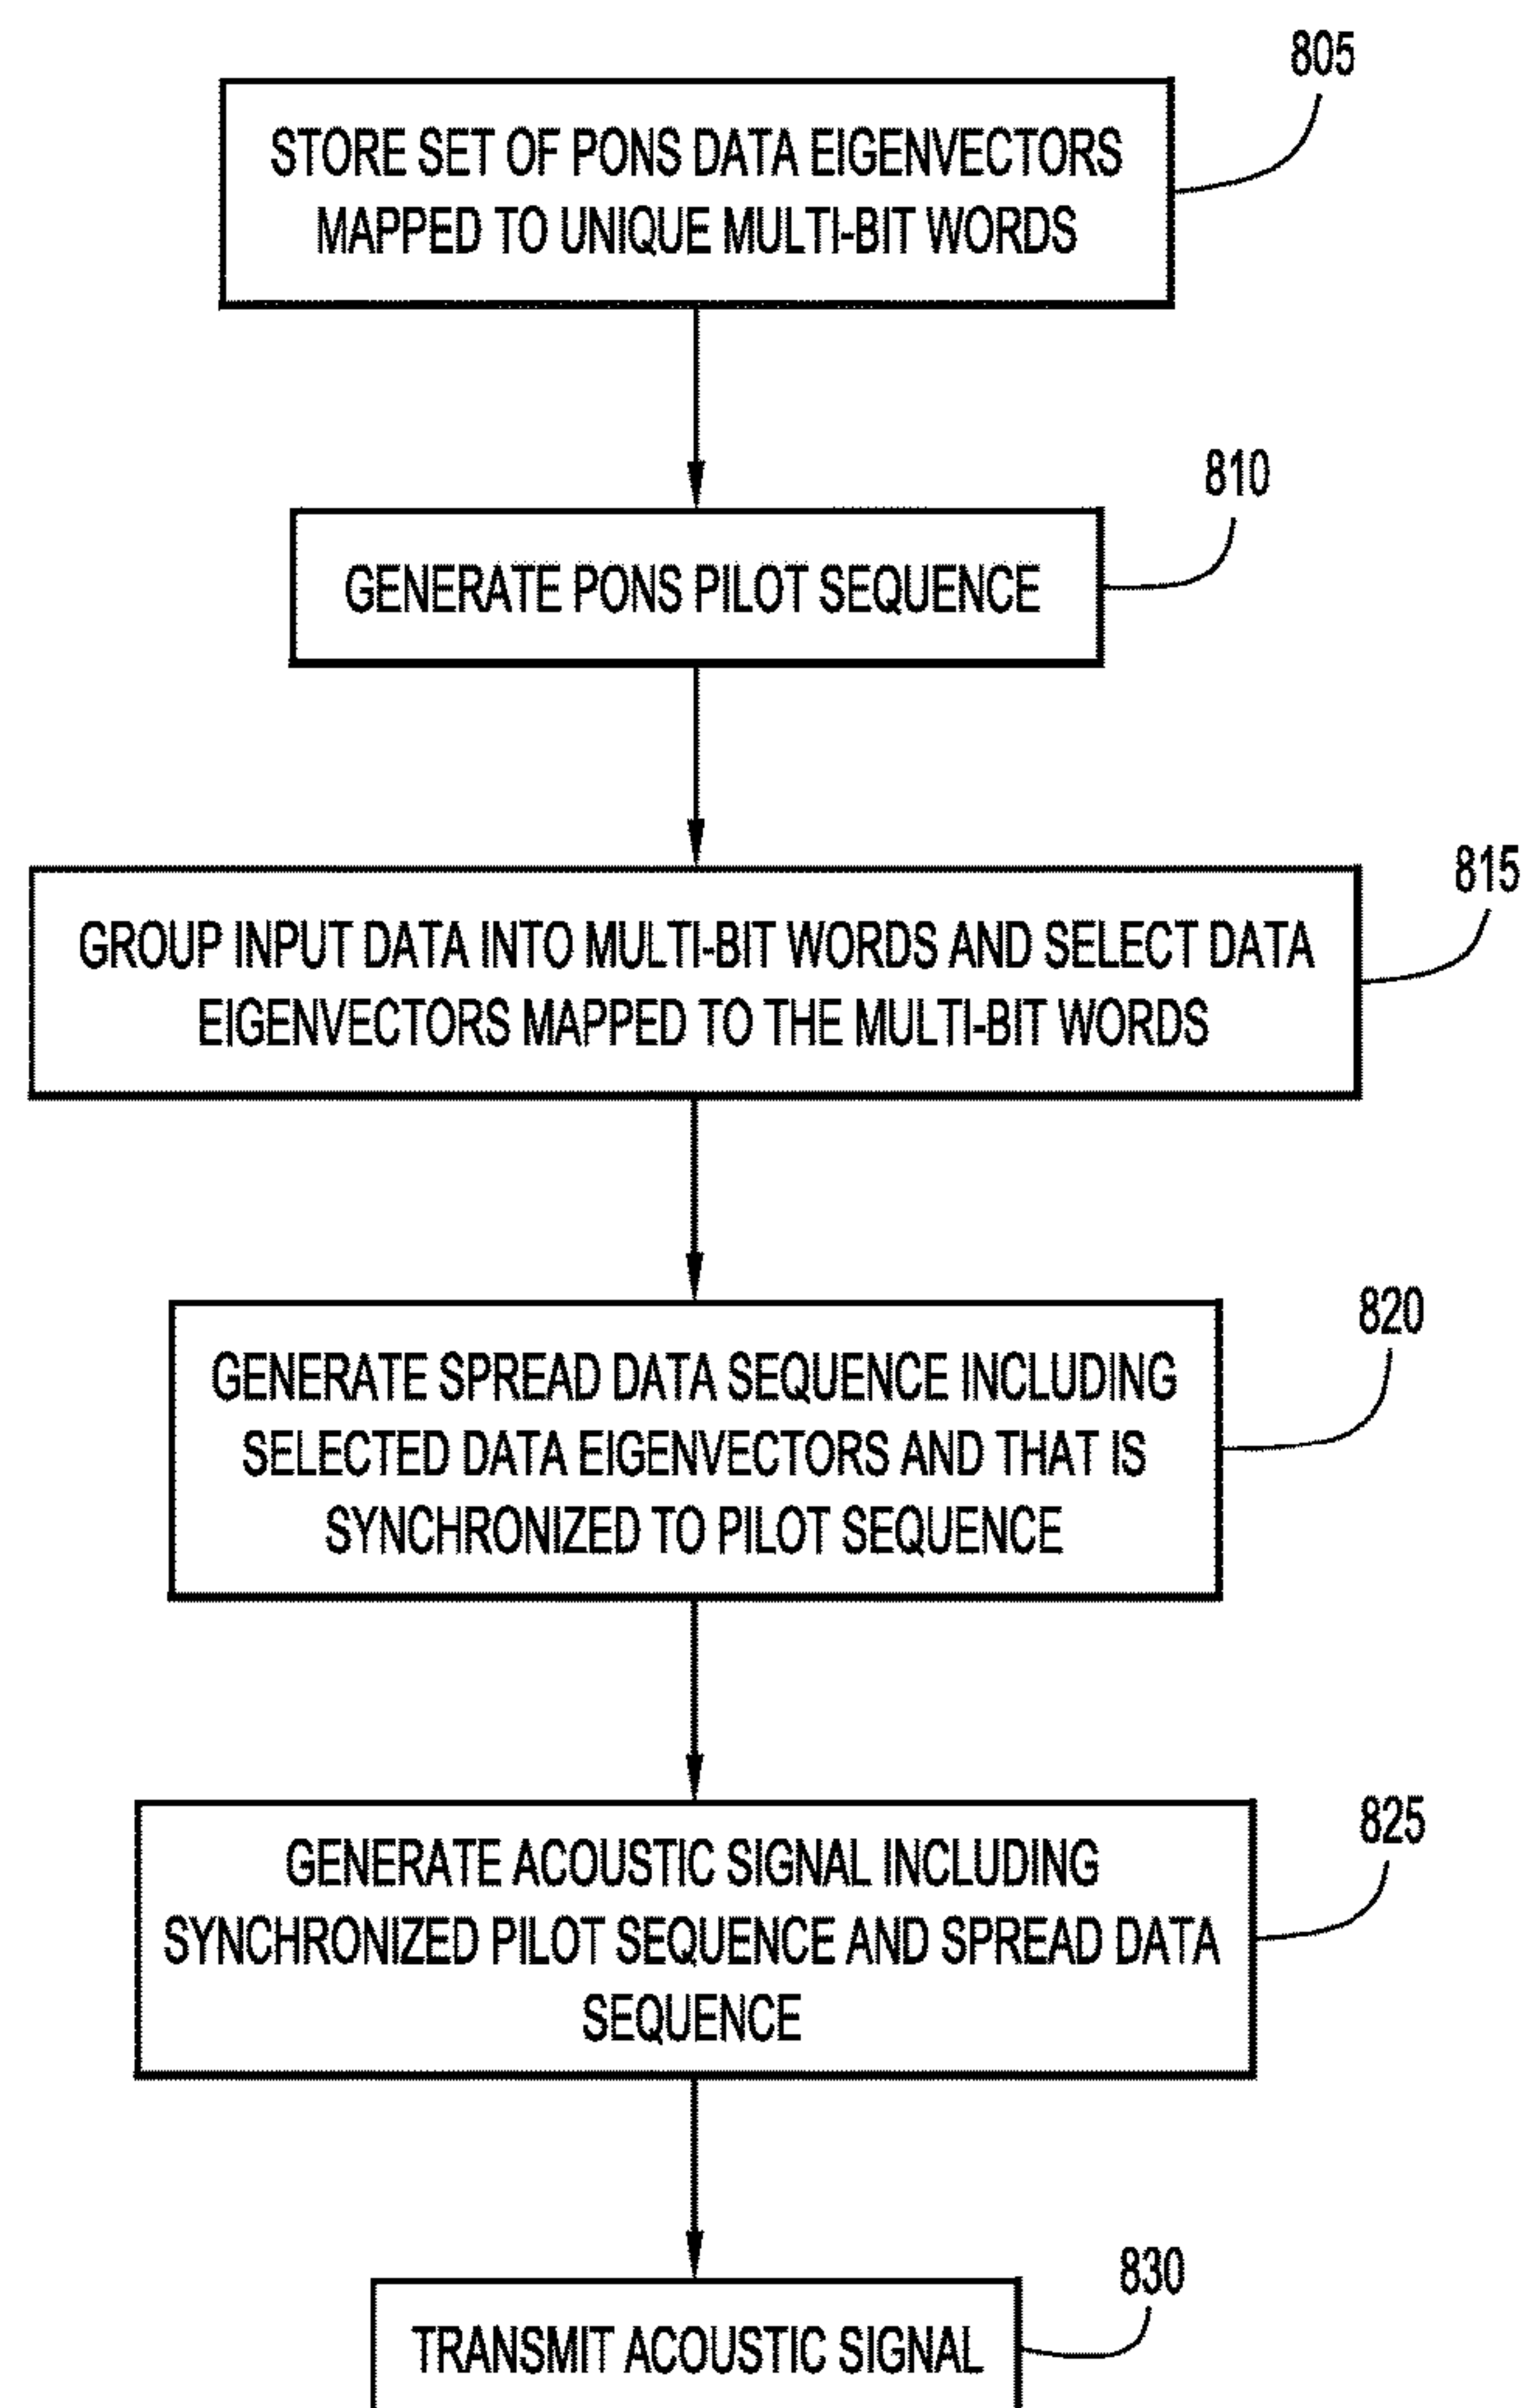 805
STORE SET OF PONS DATA EIGENVECTORS
MAPPED TO UNIQUE MULTI-BIT WORDS
810
GENERATE PONS PILOT SEQUENCE
815
GROUP INPUT DATA INTO MULTI-BIT WORDS AND SELECT DATA
EIGENVECTORS MAPPED TO THE MULTI-BIT WORDS
820
GENERATE SPREAD DATA SEQUENCE INCLUDING
SELECTED DATA EIGENVECTORS AND THAT IS
SYNCHRONIZED TO PILOT SEQUENCE
825
GENERATE ACOUSTIC SIGNAL INCLUDING
SYNCHRONIZED PILOT SEQUENCE AND SPREAD DATA
SEQUENCE
830
TRANSMIT ACOUSTIC SIGNAL